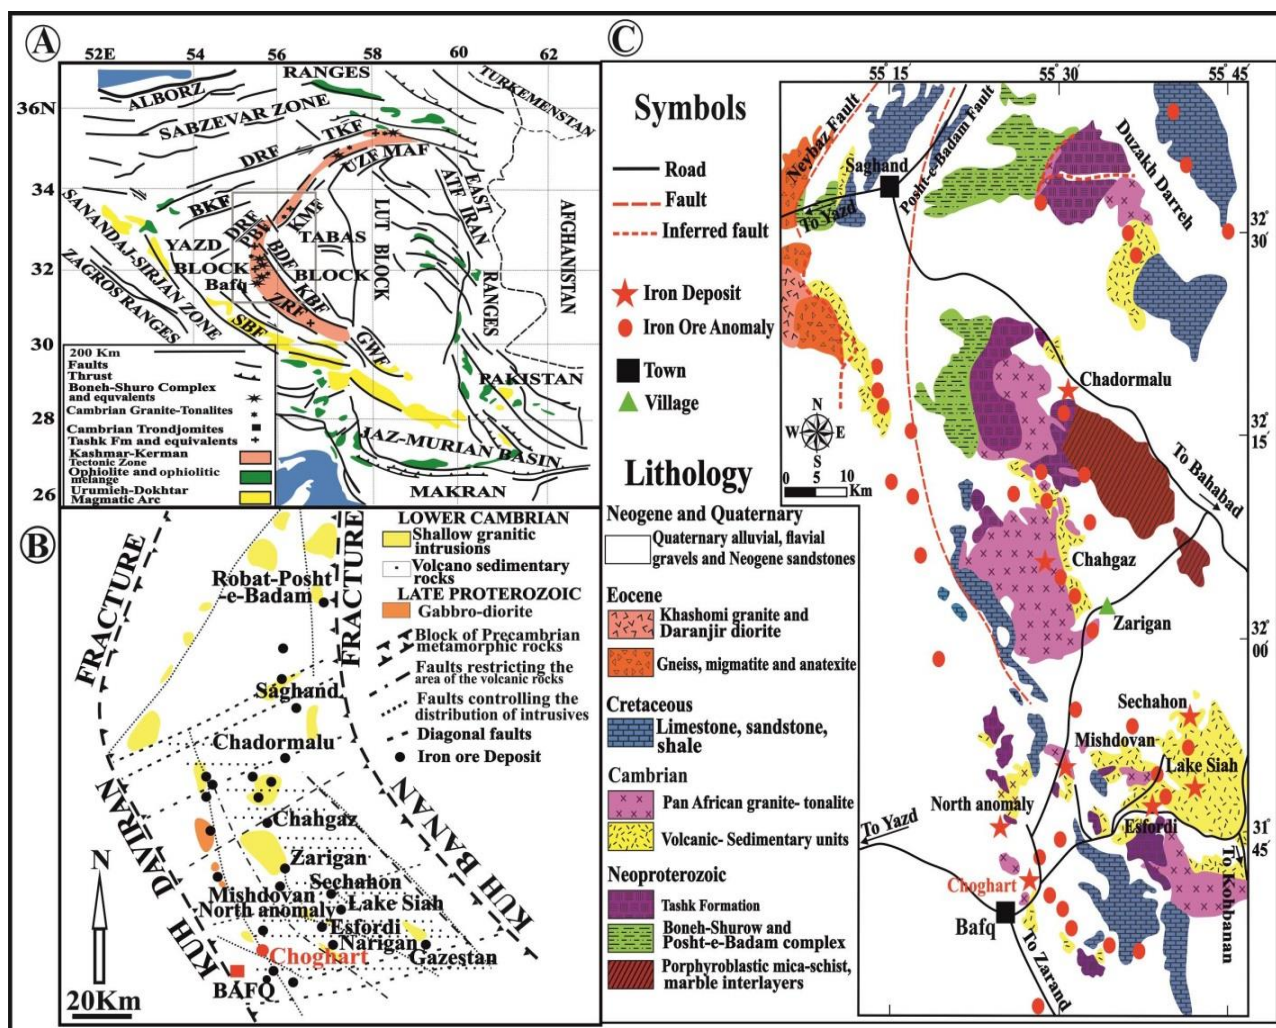 A
52E 54 56 58 60 62
36N
34
32
30
28
26
ALBORZ
RANGES
TURKEMENSTAN
SABZEVAR ZONE
TKF
DRF
UZF MAF
ATF
EAST
IRAN
RANGES
BKF
DRF
PBF
KMF
SANANDAJ-SIRJAN ZONE
ZAGROS RANGES
YAZD
BLOCK
Bafq
TABAS
BLOCK
LUT BLOCK
AFGHANISTAN
BDF
KBF
ZRF
SBF
GWF
PAKISTAN
JAZ-MURIAN BASIN
MAKRAN
200 Km
Faults
Thrust
Boneh-Shuro Complex
and equvalents
Cambrian Granite-Tonalites
Cambrian Trondjomites
Tashk Fm and equivalents
Kashmar-Kerman
Tectonic Zone
Ophiolite and ophiolitic
melange
Urumieh-Dokhtar
Magmatic Arc
B
FRACTURE
FRACTURE
KUH DAVIRAN
KUH BANAN
Robat-Posht
-e-Badam
Saghand
Chadormalu
Chahgaz
Zarigan
Mishdovan
Sechahon
North anomaly
Lake Siah
Esfordi
Narigan
Choghart
Gazestan
BAFQ
N
20Km
LOWER CAMBRIAN
Shallow granitic
intrusions
Volcano sedimentary
rocks
LATE PROTEROZOIC
Gabbro-diorite
Block of Precambrian
metamorphic rocks
Faults restricting the
area of the volcanic rocks
Faults controlling the
distribution of intrusives
Diagonal faults
Iron ore Deposit
C
Symbols
Road
Fault
Inferred fault
Iron Deposit
Iron Ore Anomaly
Town
Village
Lithology
Neogene and Quaternary
Quaternary alluvial, flavial
gravels and Neogene sandstones
Eocene
Khashomi granite and
Daranjir diorite
Gneiss, migmatite and anatexite
Cretaceous
Limestone, sandstone,
shale
Cambrian
Pan African granite- tonalite
Volcanic- Sedimentary units
Neoproterozoic
Tashk Formation
Boneh-Shurow and
Posht-e-Badam complex
Porphyroblastic mica-schist,
marble interlayers
55° 15' 55° 30' 55° 45'
32°
30'
32°
15'
32°
00'
31°
45'
Neybaz Fault
Saghand
Posht-e-Badam Fault
Duzakh Darreh
To Yazd
N
W E
S
0 5 10
Km
Chadormalu
To Bahabad
Chahgaz
Zarigan
Sechahon
Mishdovan
Lake Siah
North anomaly
Esfordi
To Yazd
Choghart
Bafq
To Zarand
To Kohbanan